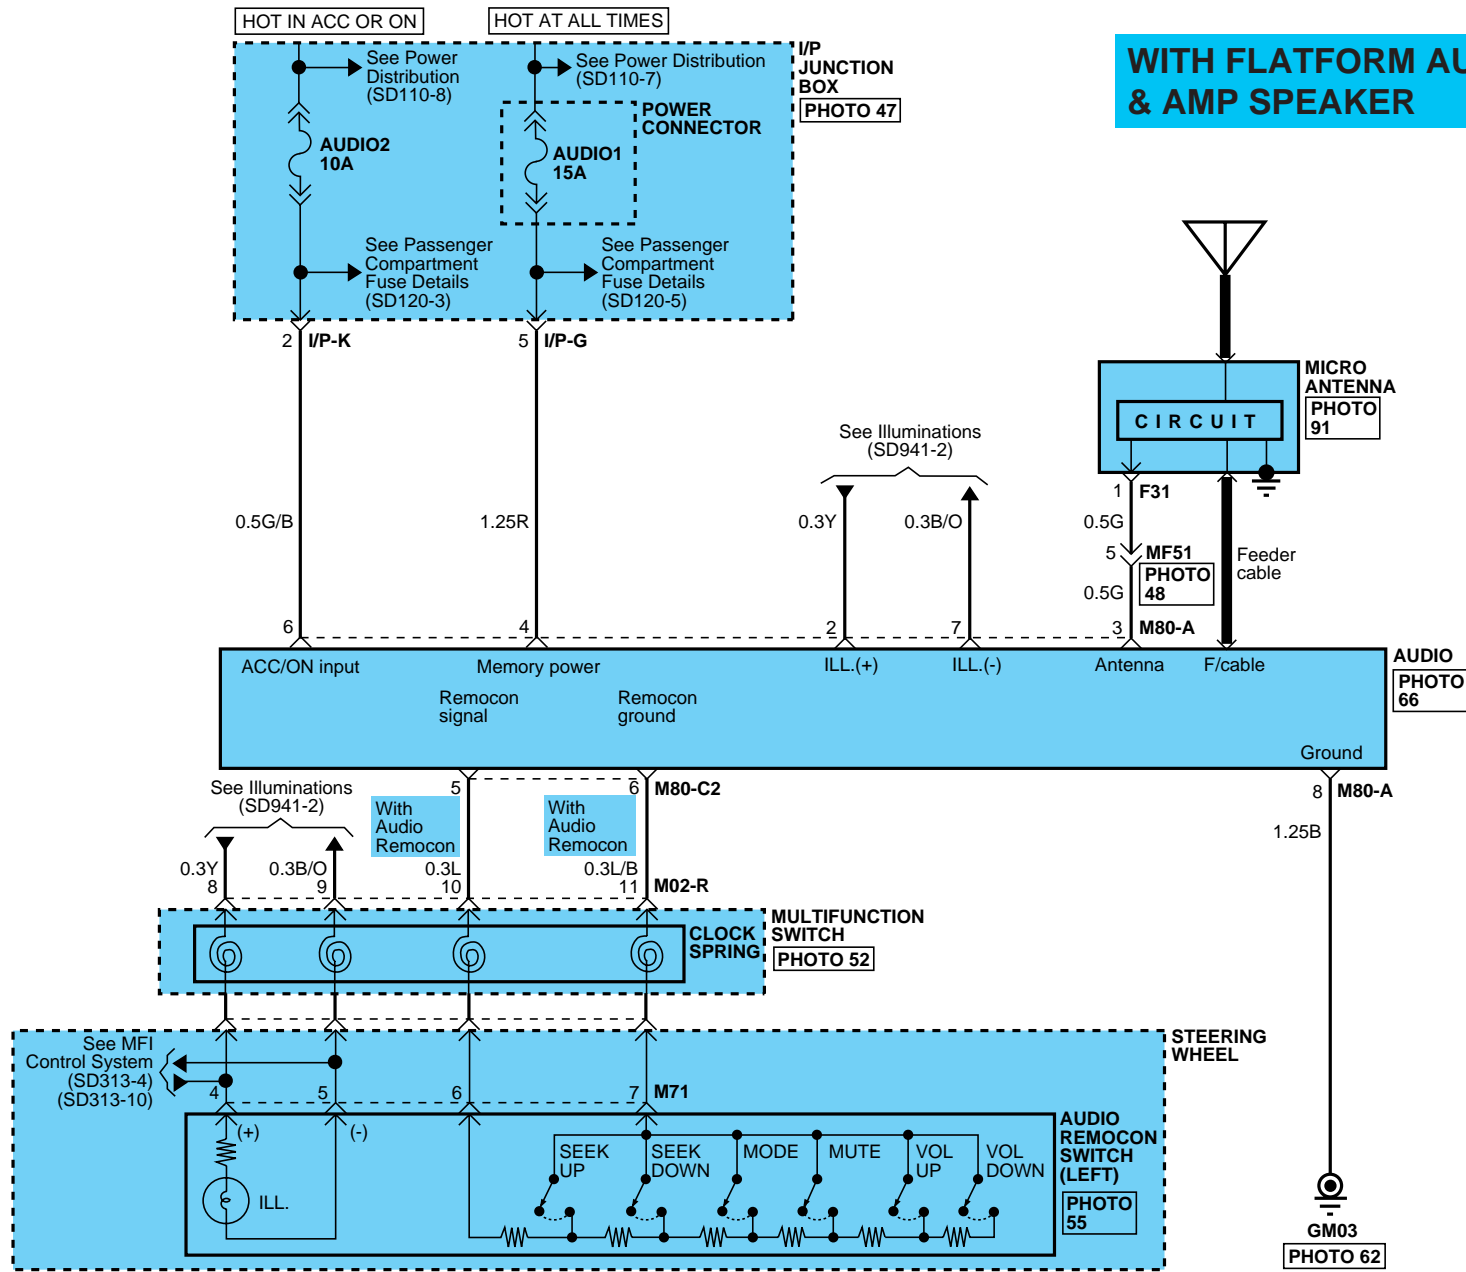 HOT IN ACC OR ON
HOT AT ALL TIMES
WITH FLATFORM AU
& AMP SPEAKER
See Power
Distribution
(SD110-8)
See Power Distribution
(SD110-7)
I/P
JUNCTION
BOX
PHOTO 47
POWER
CONNECTOR
AUDIO2
10A
AUDIO1
15A
See Passenger
Compartment
Fuse Details
(SD120-3)
See Passenger
Compartment
Fuse Details
(SD120-5)
2 I/P-K
5 I/P-G
MICRO
ANTENNA
PHOTO
91
CIRCUIT
See Illuminations
(SD941-2)
1 F31
0.5G/B
1.25R
0.3Y
0.3B/O
0.5G
5 MF51
PHOTO
48
Feeder
cable
0.5G
6
4
2
7
3 M80-A
AUDIO
PHOTO
66
ACC/ON input
Memory power
ILL.(+)
ILL.(-)
Antenna
F/cable
Remocon
signal
Remocon
ground
Ground
See Illuminations
(SD941-2)
5
6 M80-C2
8 M80-A
With
Audio
Remocon
With
Audio
Remocon
1.25B
0.3Y
0.3B/O
0.3L
0.3L/B
8
9
10
11 M02-R
MULTIFUNCTION
SWITCH
PHOTO 52
CLOCK
SPRING
STEERING
WHEEL
See MFI
Control System
(SD313-4)
(SD313-10)
4
5
6
7 M71
(+)
(-)
AUDIO
REMOCON
SWITCH
(LEFT)
PHOTO
55
SEEK
UP
SEEK
DOWN
MODE
MUTE
VOL
UP
VOL
DOWN
ILL.
GM03
PHOTO 62